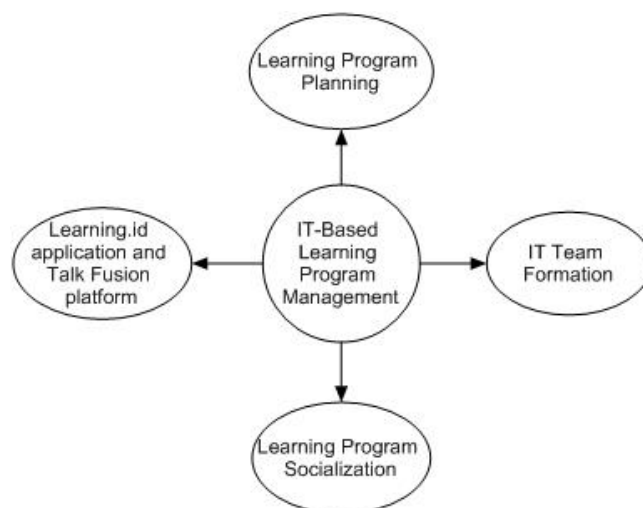 Learning Program
Planning
Learning.id
application and
Talk Fusion
platform
IT-Based
Learning
Program
Management
IT Team
Formation
Learning Program
Socialization